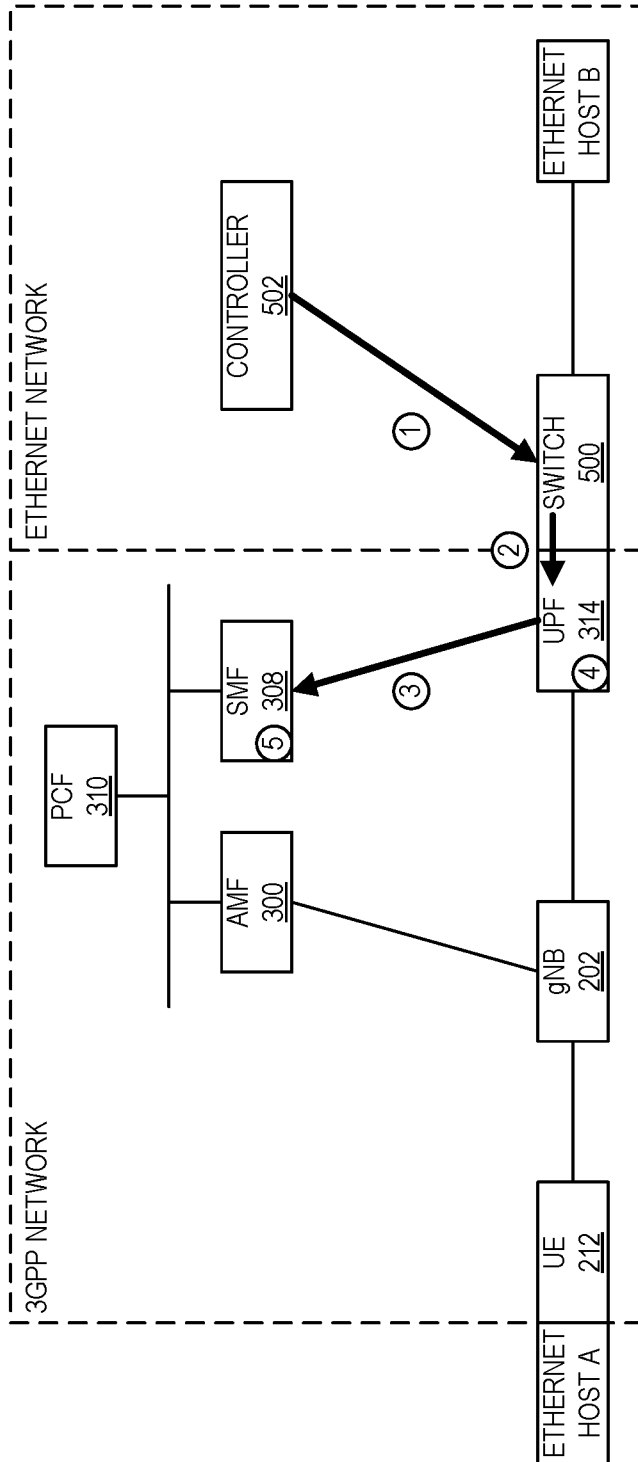 3GPP NETWORK
ETHERNET NETWORK
PCF
310
AMF
300
SMF
308
5
CONTROLLER
502
3
1
2
ETHERNET
HOST A
UE
212
gNB
202
UPF
314
4
SWITCH
500
ETHERNET
HOST B